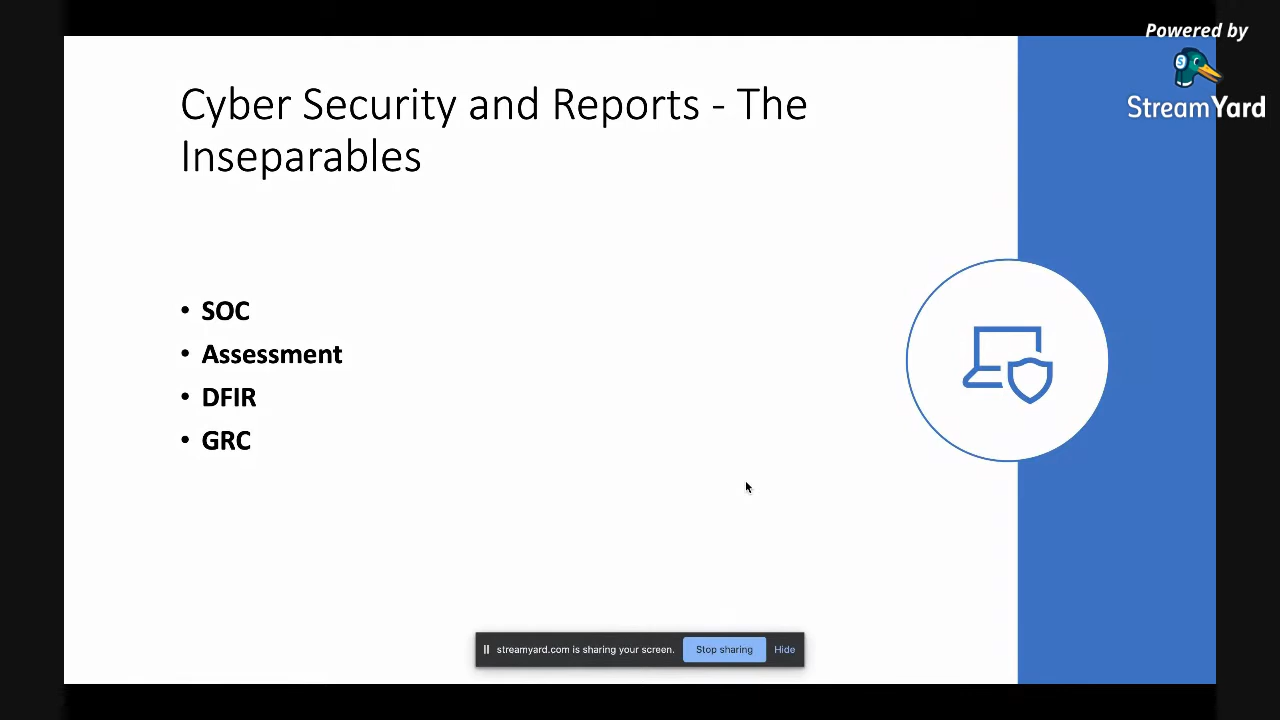 Powered by
StreamYard
Cyber Security and Reports - The
Inseparables
• SOC
• Assessment
• DFIR
• GRC
streamyard.com is sharing your screen.
Stop sharing
Hide